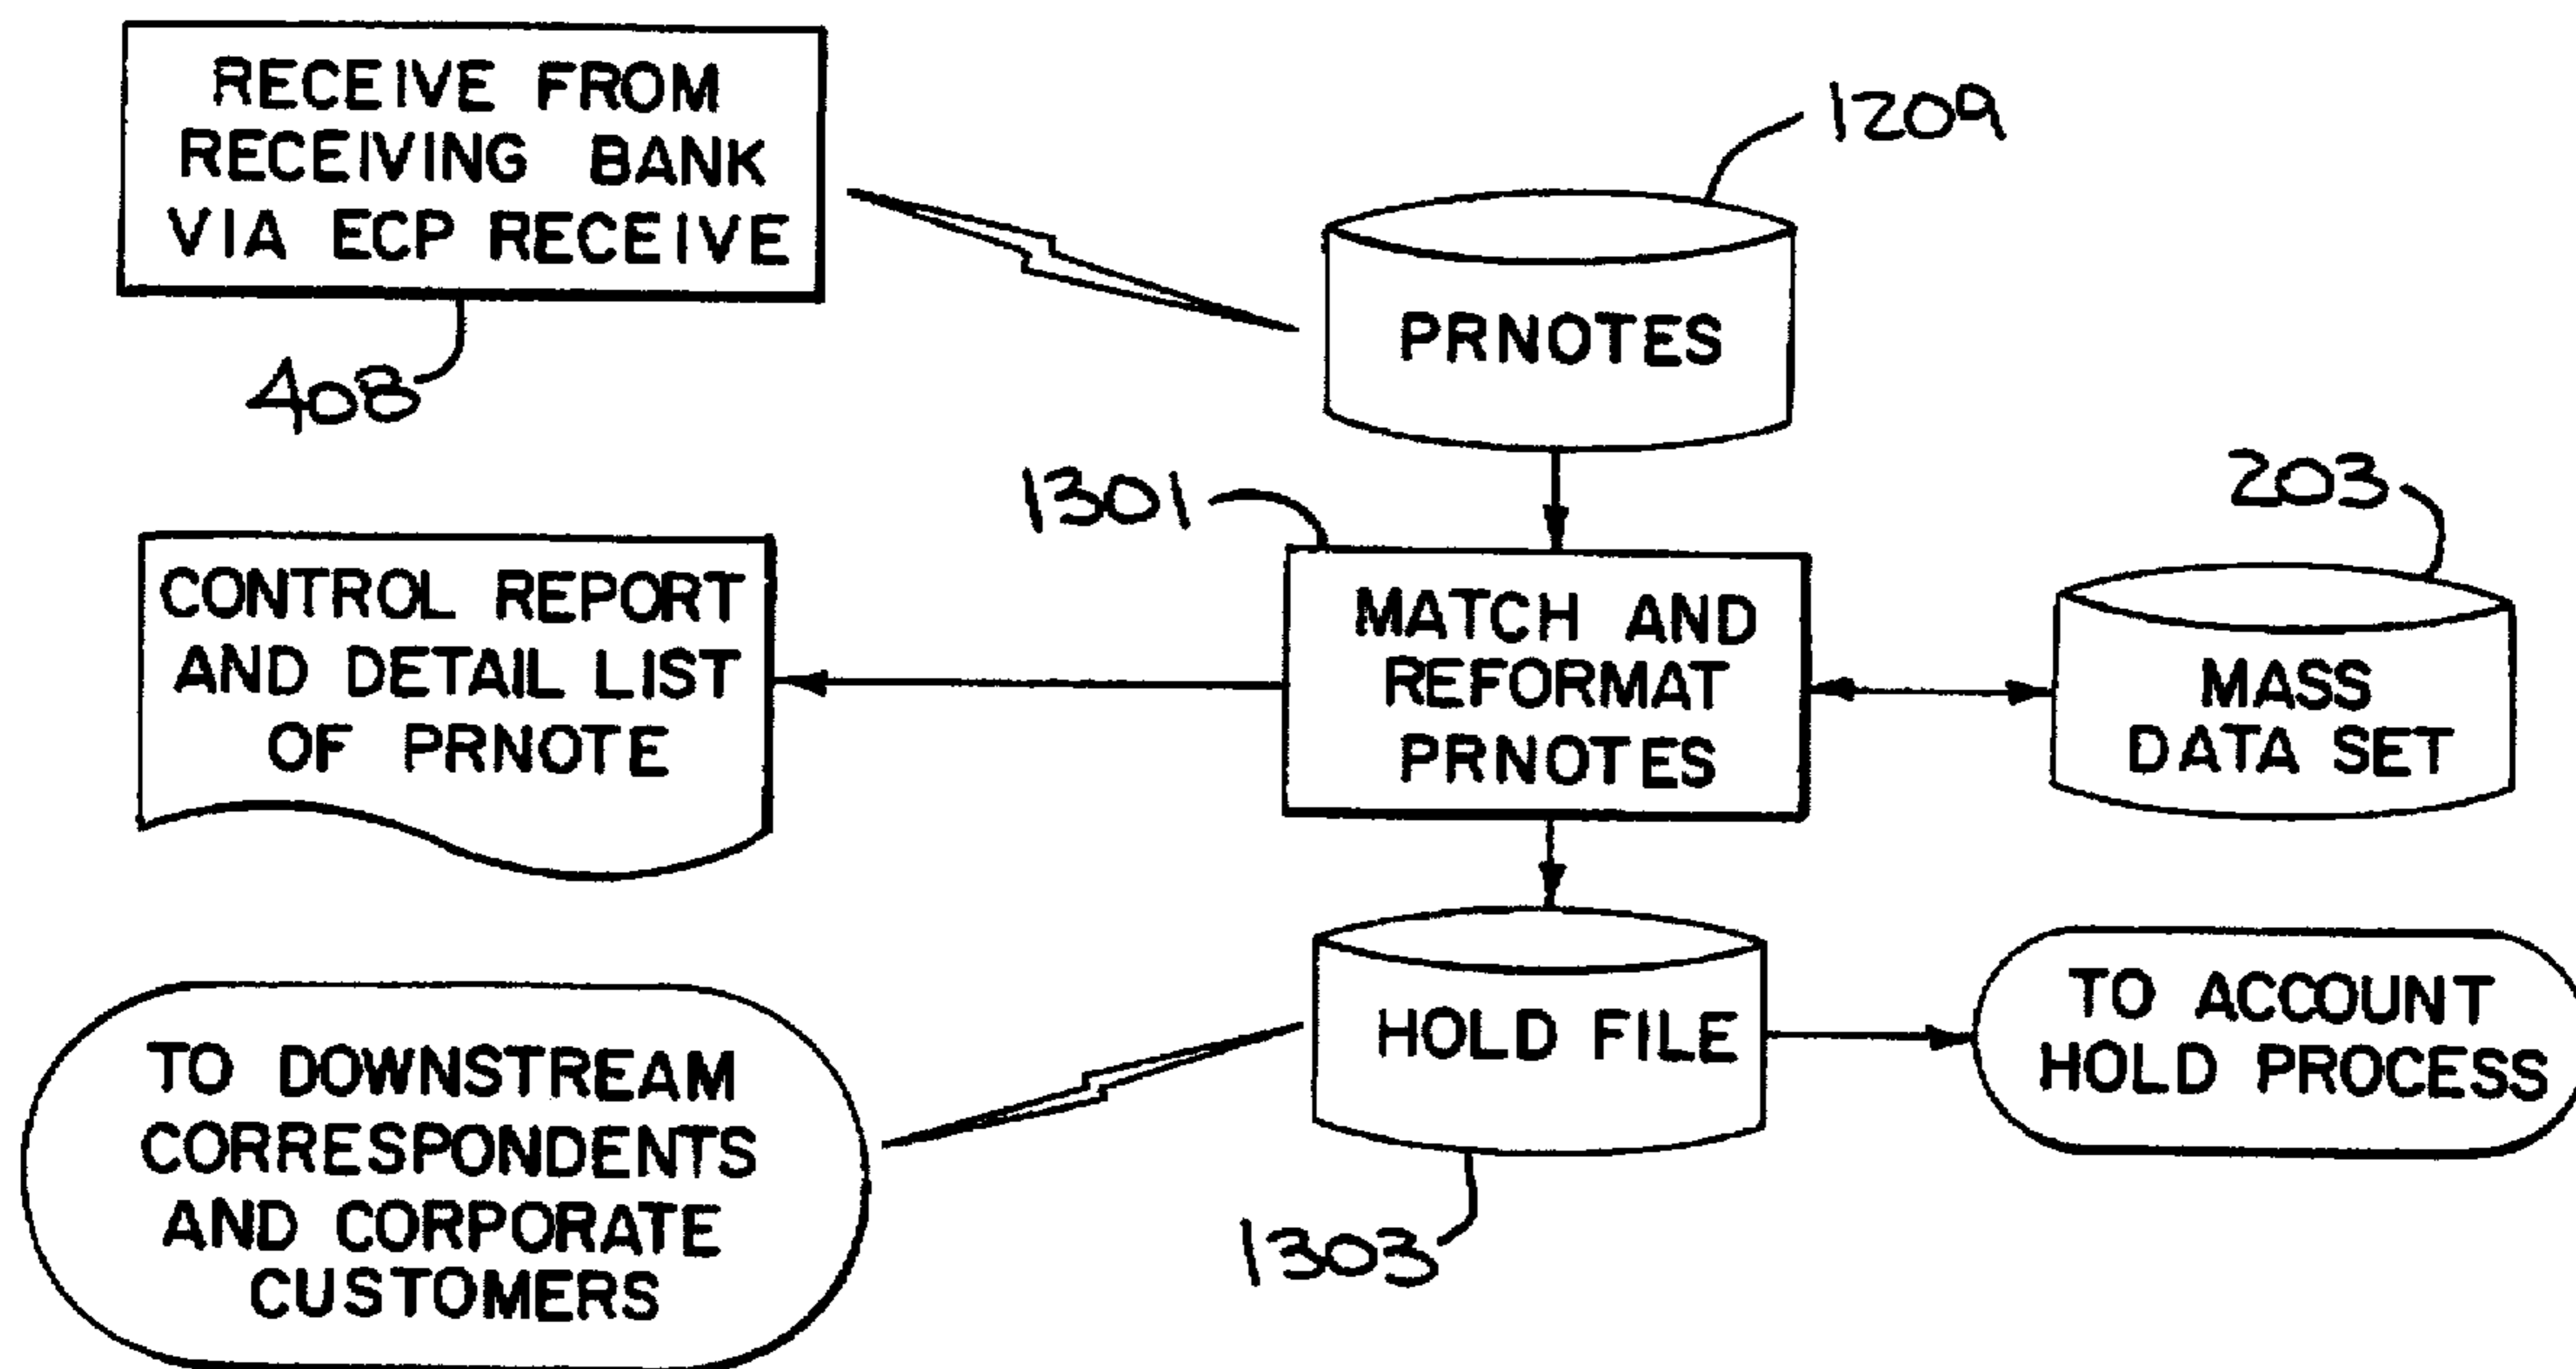 RECEIVE FROM
RECEIVING BANK
VIA ECP RECEIVE
408
1209
PRNOTES
1301
203
CONTROL REPORT
AND DETAIL LIST
OF PRNOTE
MATCH AND
REFORMAT
PRNOTES
MASS
DATA SET
TO DOWNSTREAM
CORRESPONDENTS
AND CORPORATE
CUSTOMERS
HOLD FILE
1303
TO ACCOUNT
HOLD PROCESS